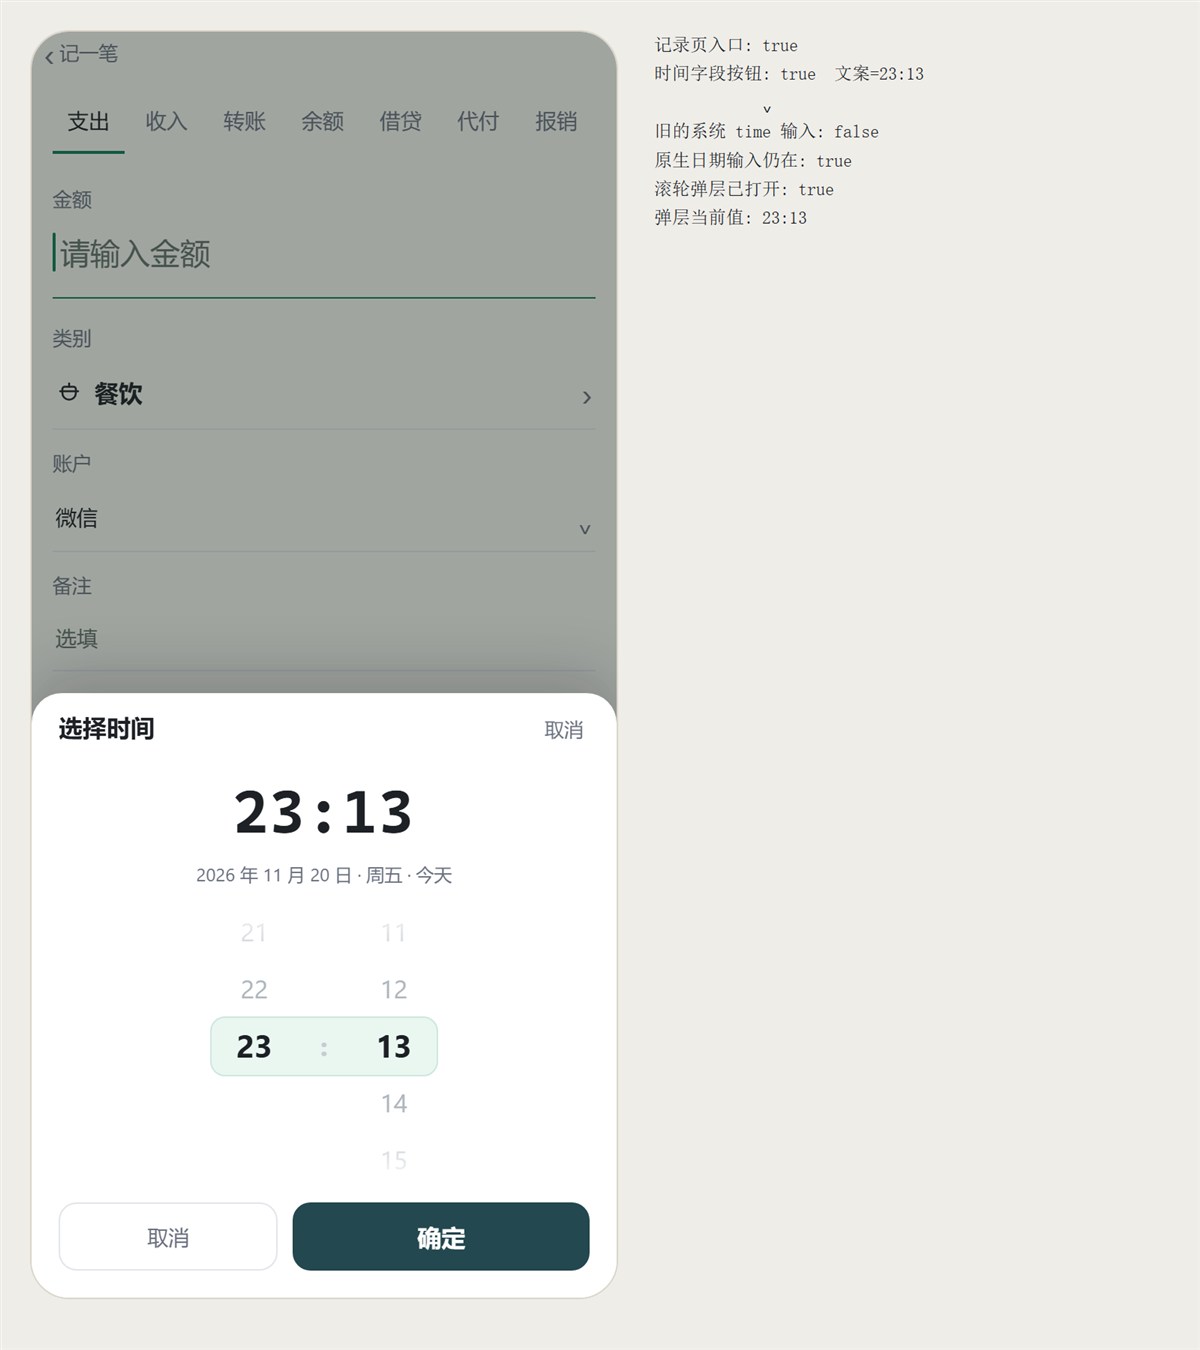 ‹ 记一笔
支出 收入 转账 余额 借贷 代付 报销
金额
请输入金额
类别
餐饮 ›
账户
微信 ˅
备注
选填
选择时间 取消
23:13
2026 年 11 月 20 日 · 周五 · 今天
21 11
22 12
23 : 13
14
15
取消 确定
记录页入口: true
时间字段按钮: true 文案=23:13
˅
旧的系统 time 输入: false
原生日期输入仍在: true
滚轮弹层已打开: true
弹层当前值: 23:13